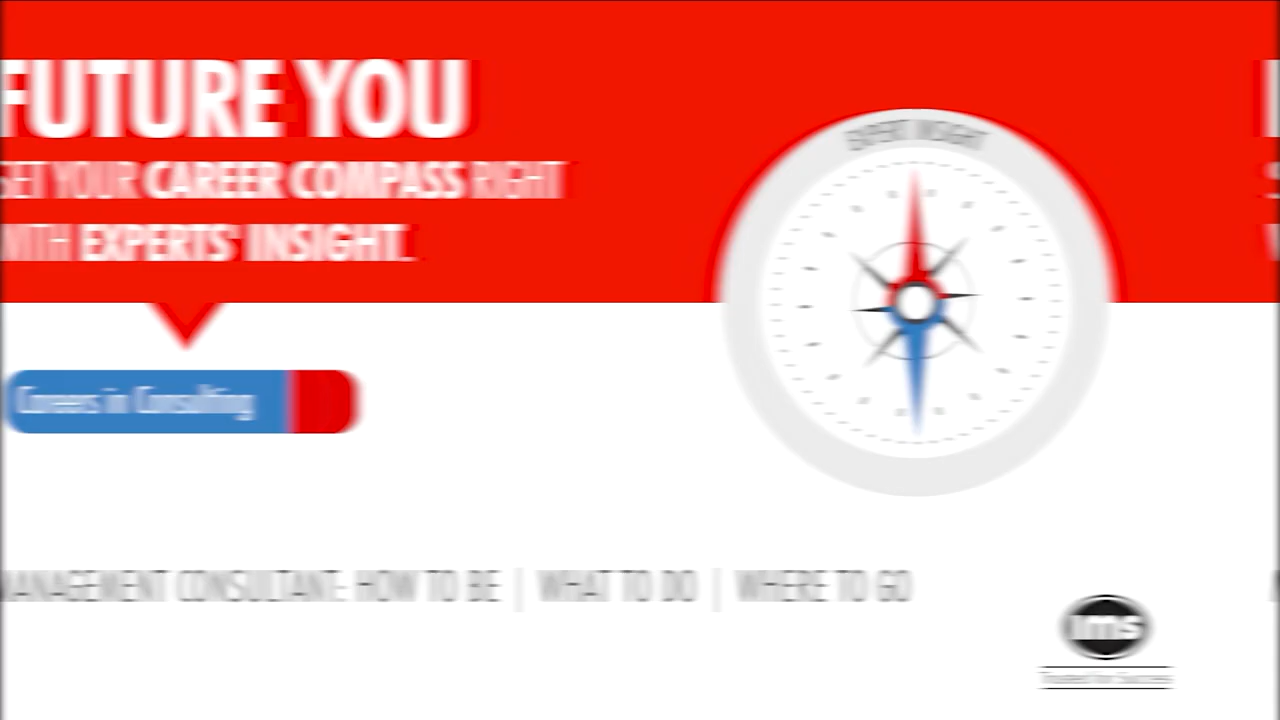 FUTURE YOU
GET YOUR CAREER COMPASS RIGHT
WITH EXPERTS' INSIGHT.
EXPERT INSIGHT
Careers in Consulting
MANAGEMENT CONSULTANT: HOW TO BE | WHAT TO DO | WHERE TO GO
ims